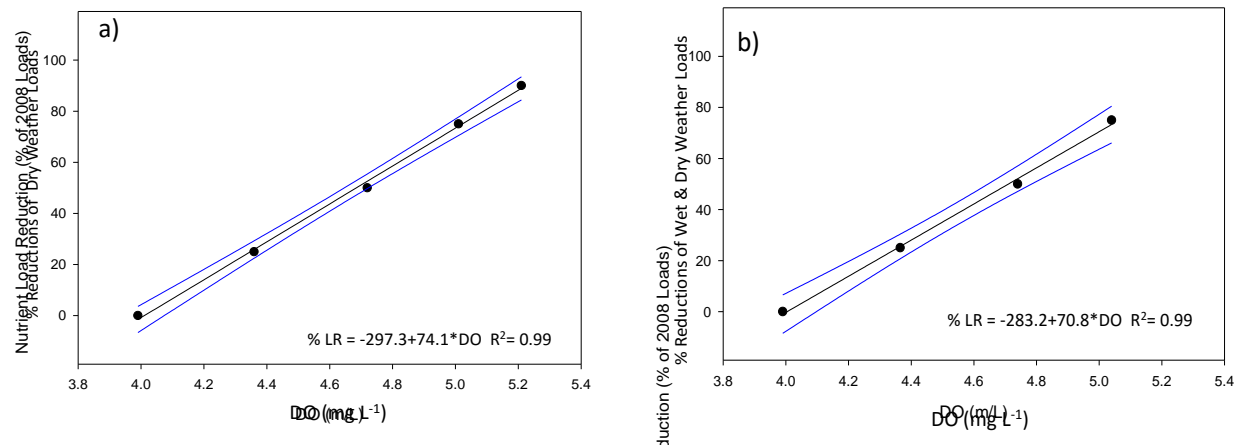 a)
Nutrient Load Reduction (% of 2008 Loads)
% Reductions of Dry Weather Loads
100
80
60
40
20
0
% LR = -297.3+74.1*DO R²= 0.99
3.8 4.0 4.2 4.4 4.6 4.8 5.0 5.2 5.4
DO (mg L⁻¹)
b)
duction (% of 2008 Loads)
% Reductions of Wet & Dry Weather Loads
100
80
60
40
20
0
% LR = -283.2+70.8*DO R²= 0.99
3.8 4.0 4.2 4.4 4.6 4.8 5.0 5.2 5.4
DO (m/L)
DO (mg L⁻¹)